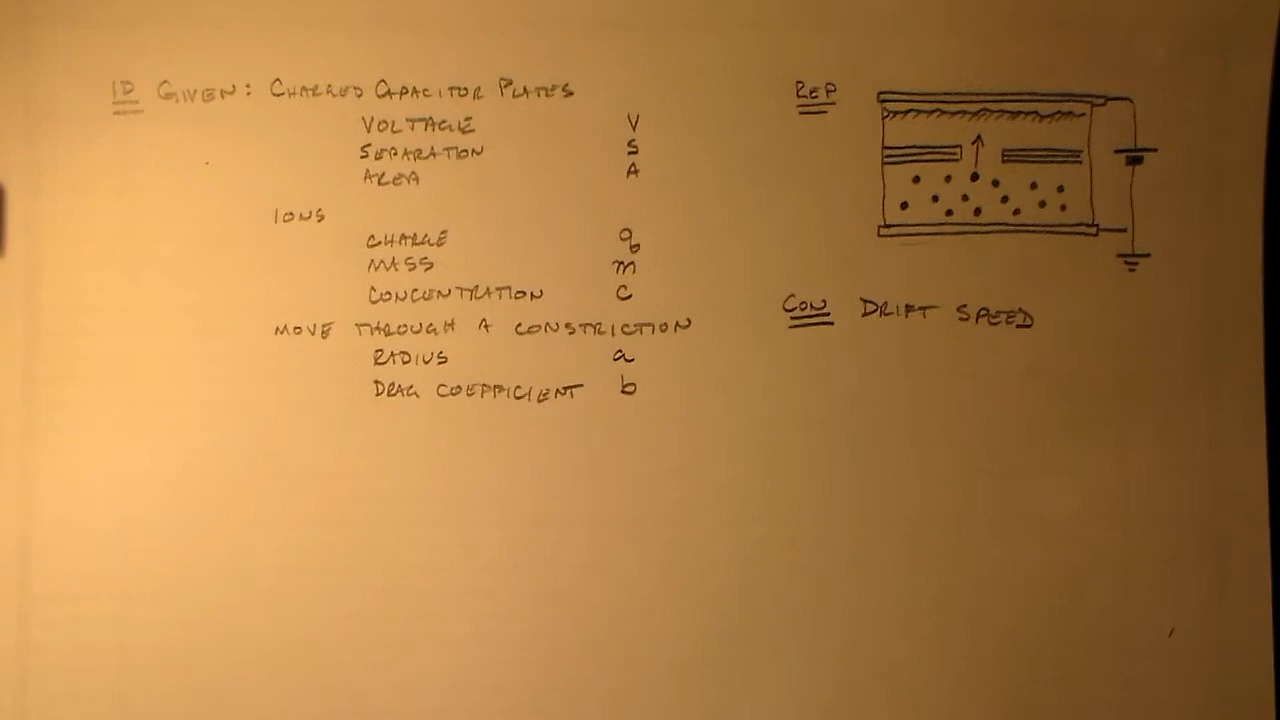 ID GIVEN: CHARGED CAPACITOR PLATES
VOLTAGE V
SEPARATION S
AREA A
IONS
CHARGE q
MASS m
CONCENTRATION C
MOVE THROUGH A CONSTRICTION
RADIUS a
DRAG COEFFICIENT b
REP
CON DRIFT SPEED